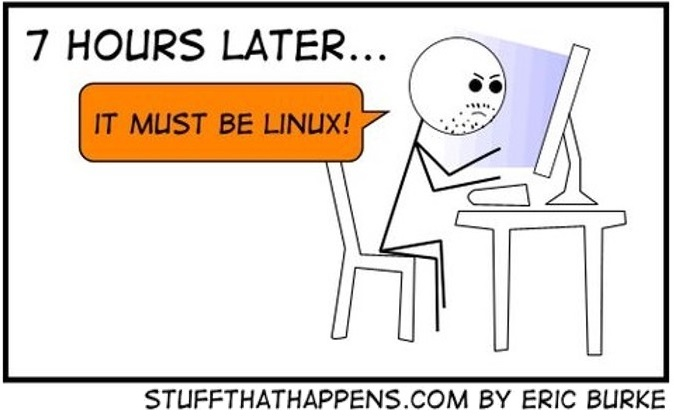 7 HOURS LATER...
IT MUST BE LINUX!
STUFFTHATHAPPENS.COM BY ERIC BURKE